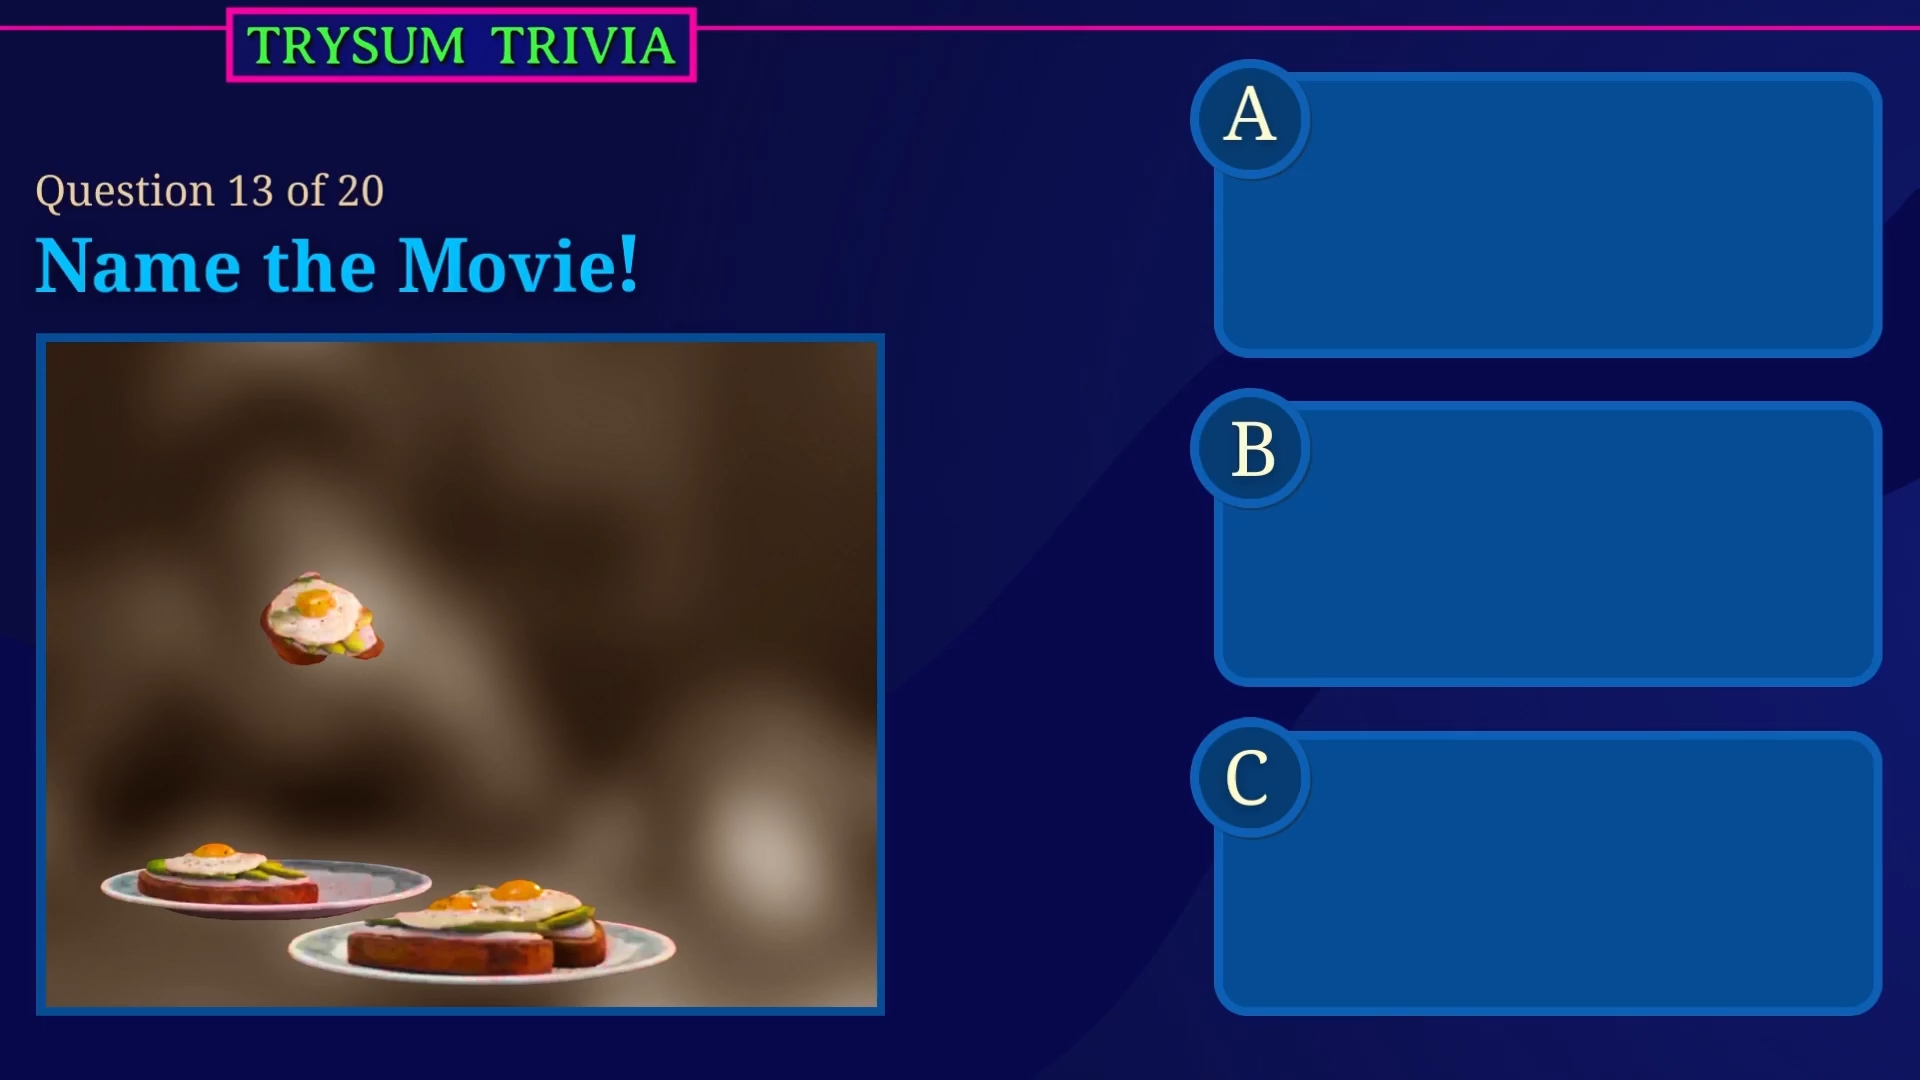 TRYSUM TRIVIA
Question 13 of 20
Name the Movie!
A
B
C